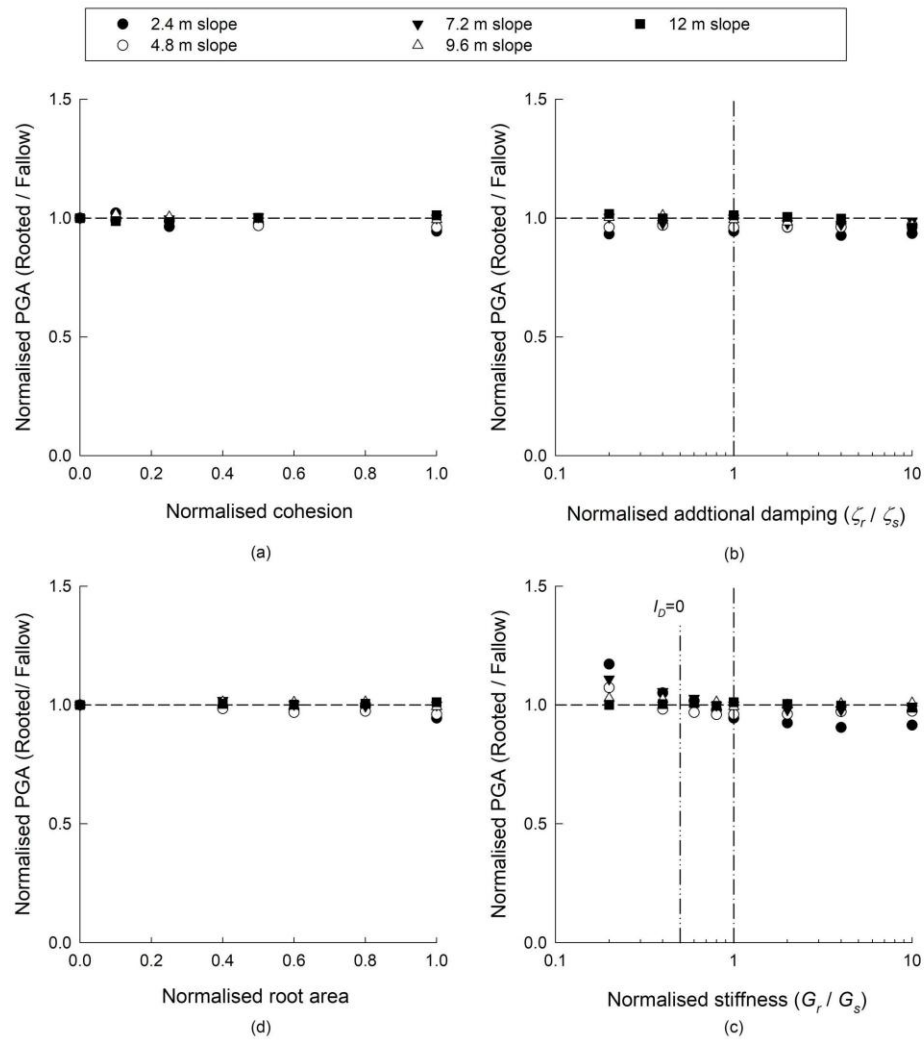 2.4 m slope
4.8 m slope
7.2 m slope
9.6 m slope
12 m slope
1.5
1.0
0.5
0.0
Normalised PGA (Rooted / Fallow)
0.0 0.2 0.4 0.6 0.8 1.0
Normalised cohesion
(a)
1.5
1.0
0.5
0.0
Normalised PGA (Rooted / Fallow)
0.1 1 10
Normalised addtional damping (ζr / ζs)
(b)
1.5
1.0
0.5
0.0
Normalised PGA (Rooted/ Fallow)
0.0 0.2 0.4 0.6 0.8 1.0
Normalised root area
(d)
1.5
1.0
0.5
0.0
Normalised PGA (Rooted / Fallow)
ID=0
0.1 1 10
Normalised stiffness (Gr / Gs)
(c)